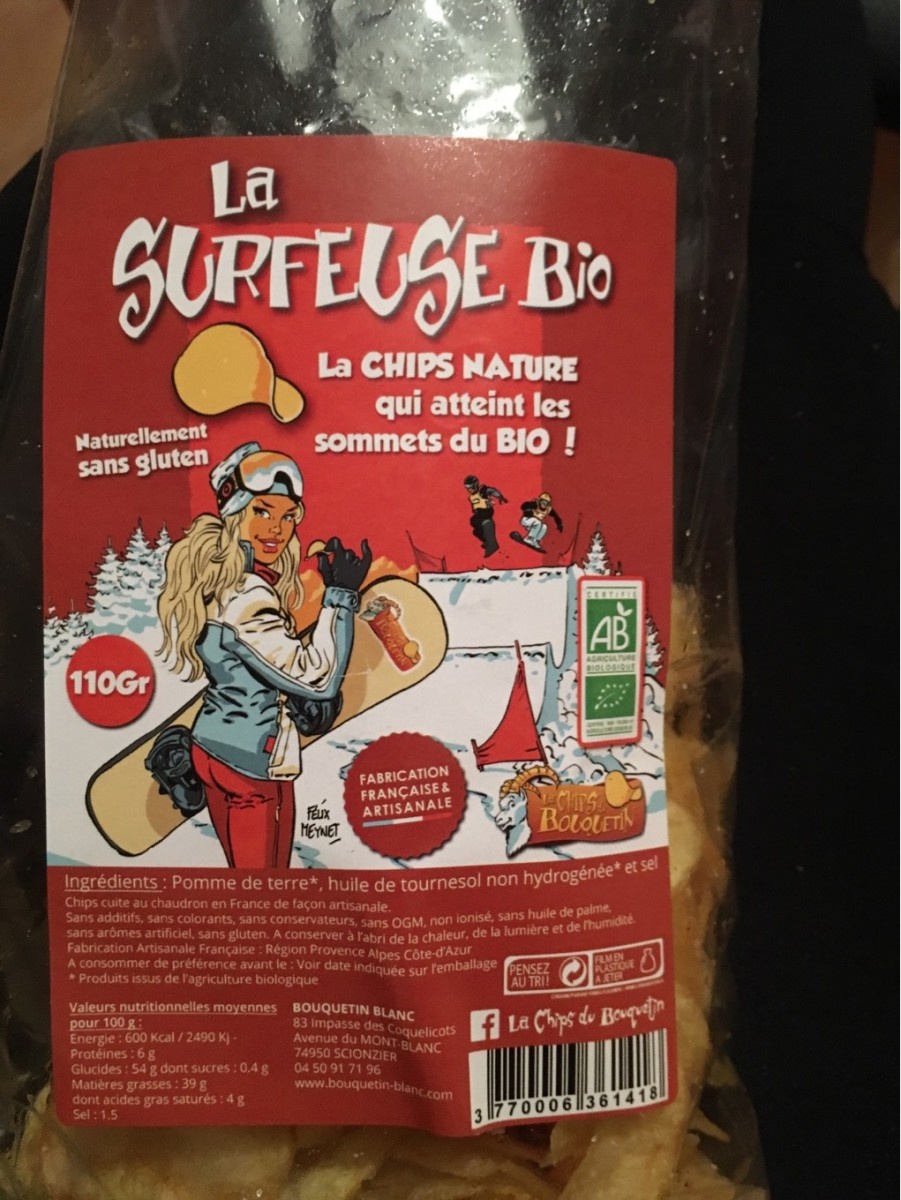 La
SURFEUSE Bio
La CHIPS NATURE
qui atteint les
sommets du BIO !
Naturellement
sans gluten
CERTIFIÉ
AB
AGRICULTURE
BIOLOGIQUE
110Gr
FABRICATION
FRANÇAISE &
ARTISANALE
FÉLIX
MEYNET
La CHIPS du
BOUQUETIN
Ingrédients : Pomme de terre*, huile de tournesol non hydrogénée* et sel
Chips cuite au chaudron en France de façon artisanale.
Sans additifs, sans colorants, sans conservateurs, sans OGM, non ionisé, sans huile de palme,
sans arômes artificiel, sans gluten. A conserver à l'abri de la chaleur, de la lumière et de l'humidité.
Fabrication Artisanale Française : Région Provence Alpes Côte-d'Azur
A consommer de préférence avant le : Voir date indiquée sur l'emballage
* Produits issus de l'agriculture biologique
PENSEZ
AU TRI !
FILM EN
PLASTIQUE
À JETER
Valeurs nutritionnelles moyennes
pour 100 g :
Energie : 600 Kcal / 2490 Kj -
Protéines : 6 g
Glucides : 54 g dont sucres : 0.4 g
Matières grasses : 39 g
dont acides gras saturés : 4 g
Sel : 1.5
BOUQUETIN BLANC
83 Impasse des Coquelicots
Avenue du MONT-BLANC
74950 SCIONZIER
04 50 91 71 96
www.bouquetin-blanc.com
f La Chips du Bouquetin
3 770006 361418